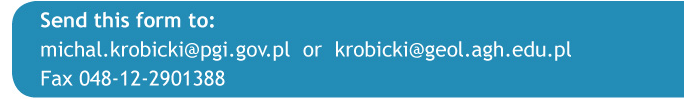 Send this form to:
michal.krobicki@pgi.gov.pl or krobicki@geol.agh.edu.pl
Fax 048-12-2901388